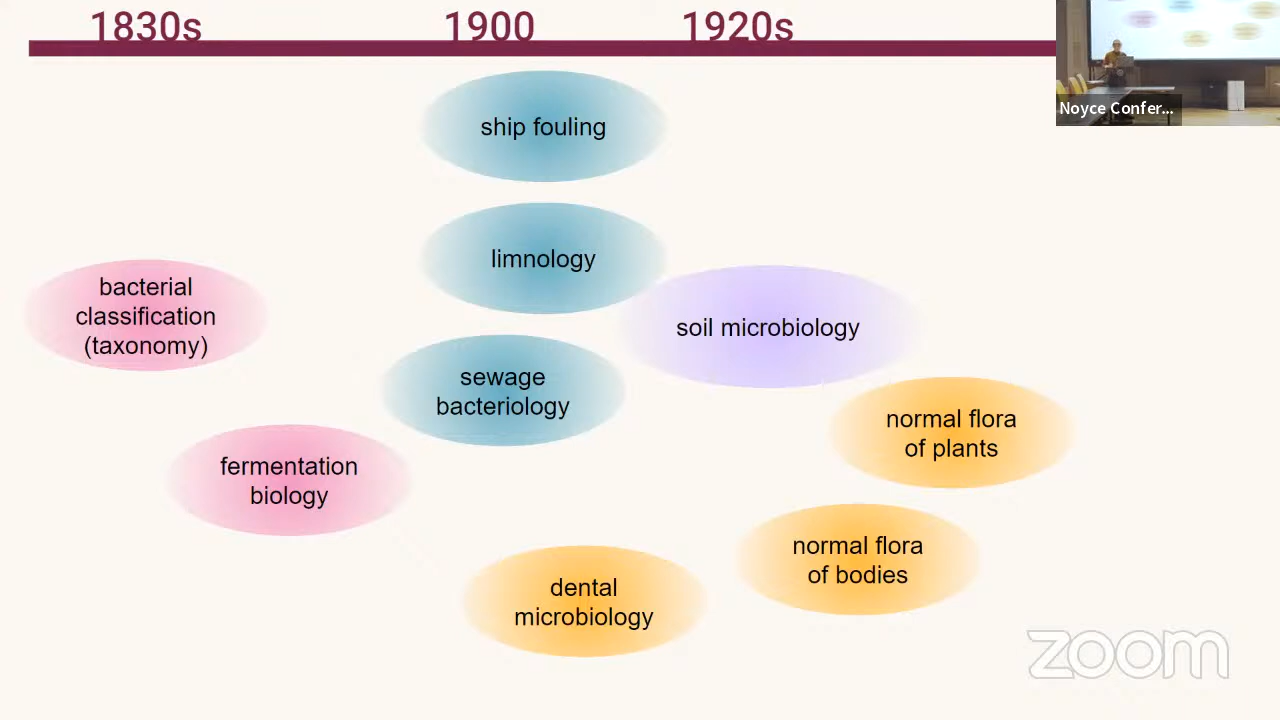 1830s
1900
1920s
Noyce Confer...
ship fouling
limnology
bacterial
classification
(taxonomy)
soil microbiology
sewage
bacteriology
normal flora
of plants
fermentation
biology
normal flora
of bodies
dental
microbiology
zoom